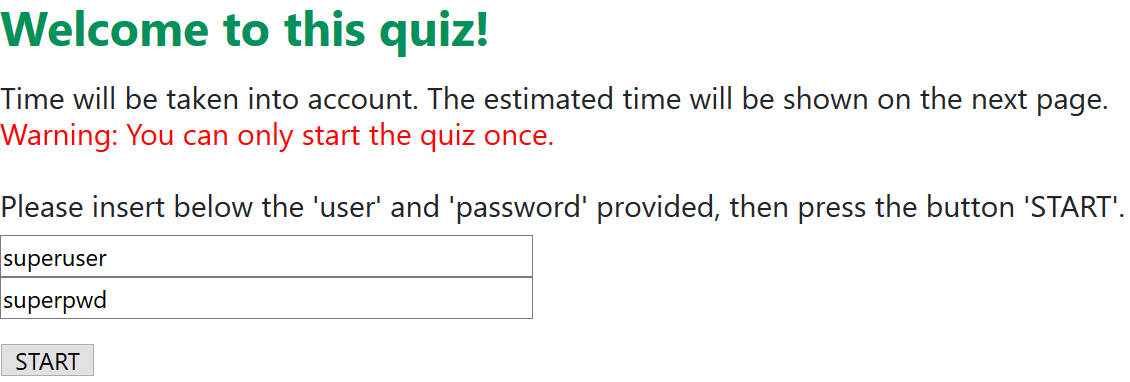 Welcome to this quiz!
Time will be taken into account. The estimated time will be shown on the next page.
Warning: You can only start the quiz once.
Please insert below the 'user' and 'password' provided, then press the button 'START'.
superuser
superpwd
START